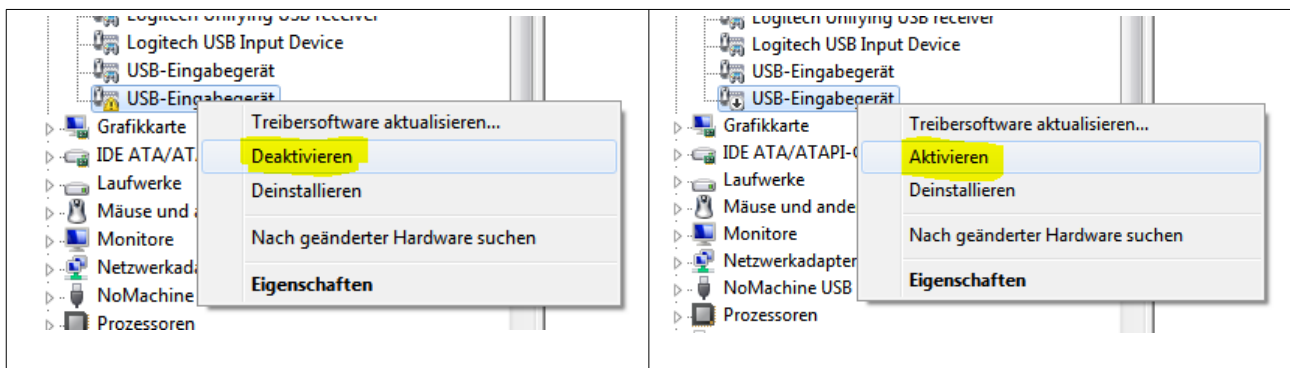 Logitech Unifying USB receiver
Logitech USB Input Device
USB-Eingabegerät
USB-Eingabegerät
Grafikkarte
IDE ATA/AT
Laufwerke
Mäuse und a
Monitore
Netzwerkada
NoMachine
Prozessoren
Treibersoftware aktualisieren...
Deaktivieren
Deinstallieren
Nach geänderter Hardware suchen
Eigenschaften
Logitech Unifying USB receiver
Logitech USB Input Device
USB-Eingabegerät
USB-Eingabegerät
Grafikkarte
IDE ATA/ATAPI-C
Laufwerke
Mäuse und ande
Monitore
Netzwerkadapter
NoMachine USB
Prozessoren
Treibersoftware aktualisieren...
Aktivieren
Deinstallieren
Nach geänderter Hardware suchen
Eigenschaften